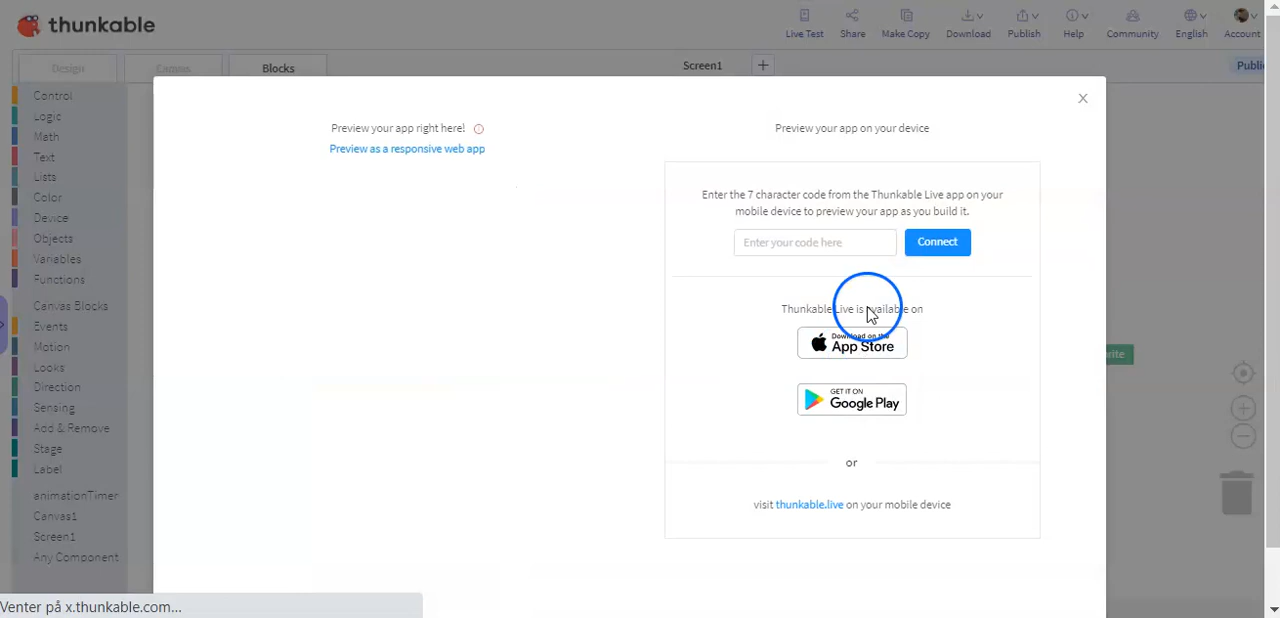 thunkable
Live Test
Share
Make Copy
Download
Publish
Help
Community
English
Account
Design
Canvas
Blocks
Screen1
Public
Control
Logic
Math
Text
Lists
Color
Device
Objects
Variables
Functions
Canvas Blocks
Events
Motion
Looks
Direction
Sensing
Add & Remove
Stage
Label
animationTimer
Canvas1
Screen1
Any Component
Preview your app right here!
Preview as a responsive web app
Preview your app on your device
Enter the 7 character code from the Thunkable Live app on your
mobile device to preview your app as you build it.
Enter your code here
Connect
Thunkable Live is available on
Download on the
App Store
GET IT ON
Google Play
or
visit thunkable.live on your mobile device
Venter på x.thunkable.com...